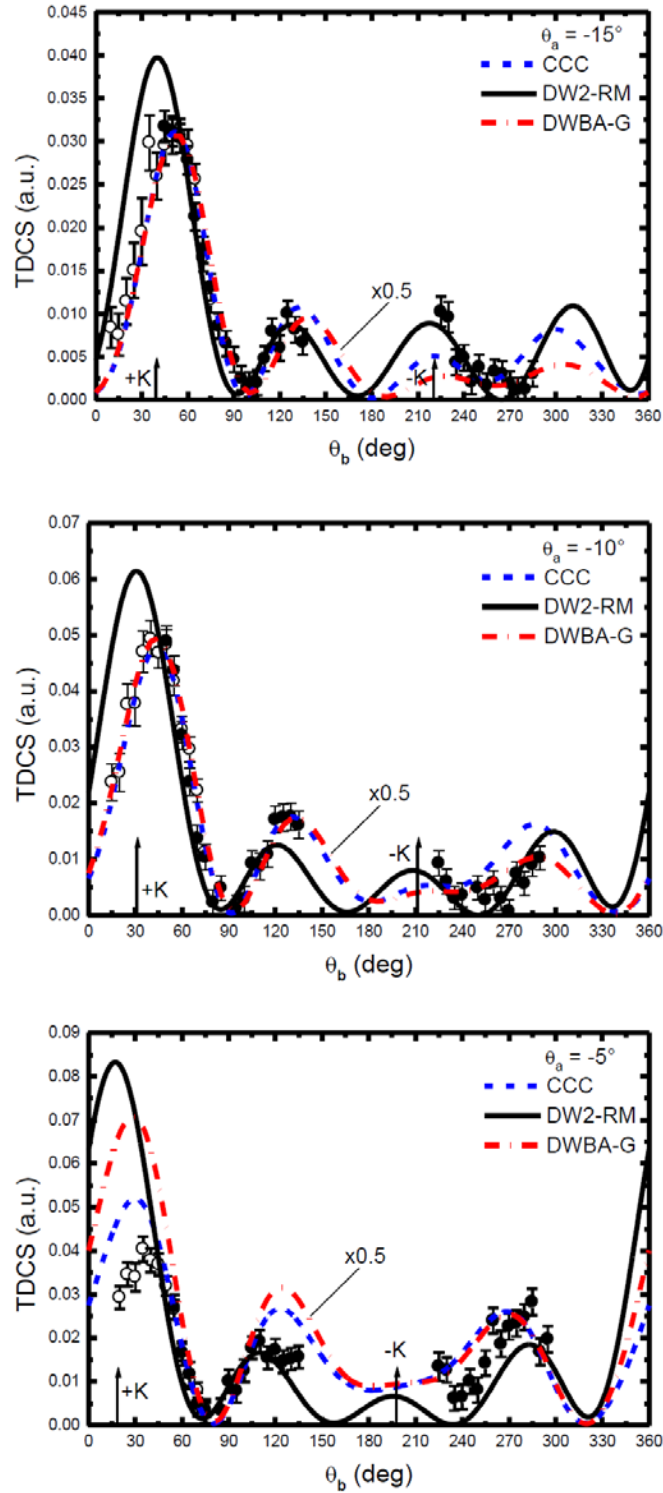 θa = -15°
CCC
DW2-RM
DWBA-G
x0.5
+K
-K
0.045
0.040
0.035
0.030
0.025
0.020
0.015
0.010
0.005
0.000
TDCS (a.u.)
0 30 60 90 120 150 180 210 240 270 300 330 360
θb (deg)
θa = -10°
CCC
DW2-RM
DWBA-G
x0.5
-K
+K
0.07
0.06
0.05
0.04
0.03
0.02
0.01
0.00
TDCS (a.u.)
0 30 60 90 120 150 180 210 240 270 300 330 360
θb (deg)
θa = -5°
CCC
DW2-RM
DWBA-G
x0.5
-K
+K
0.09
0.08
0.07
0.06
0.05
0.04
0.03
0.02
0.01
0.00
TDCS (a.u.)
0 30 60 90 120 150 180 210 240 270 300 330 360
θb (deg)